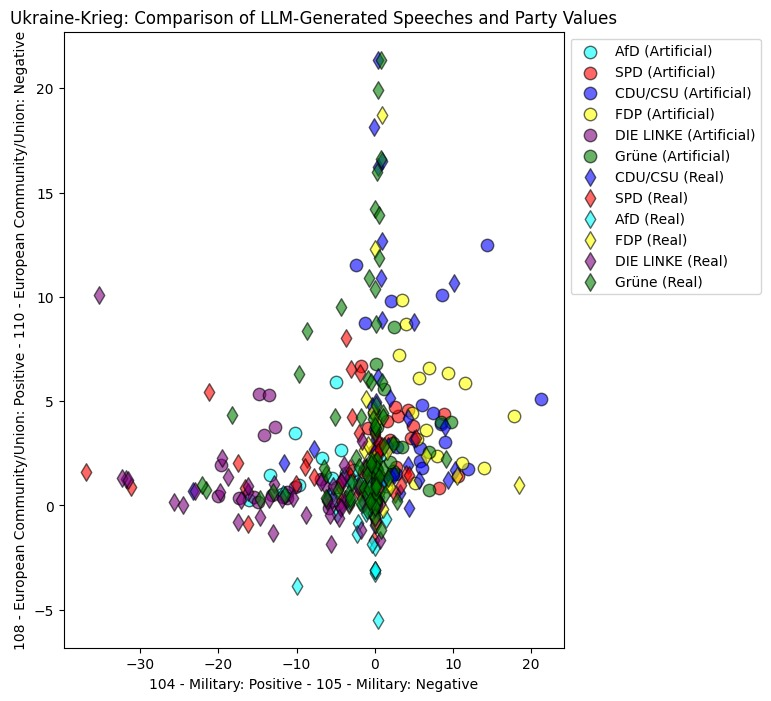 Ukraine-Krieg: Comparison of LLM-Generated Speeches and Party Values
108 - European Community/Union: Positive - 110 - European Community/Union: Negative
20
15
10
5
0
−5
−30
−20
−10
0
10
20
104 - Military: Positive - 105 - Military: Negative
AfD (Artificial)
SPD (Artificial)
CDU/CSU (Artificial)
FDP (Artificial)
DIE LINKE (Artificial)
Grüne (Artificial)
CDU/CSU (Real)
SPD (Real)
AfD (Real)
FDP (Real)
DIE LINKE (Real)
Grüne (Real)